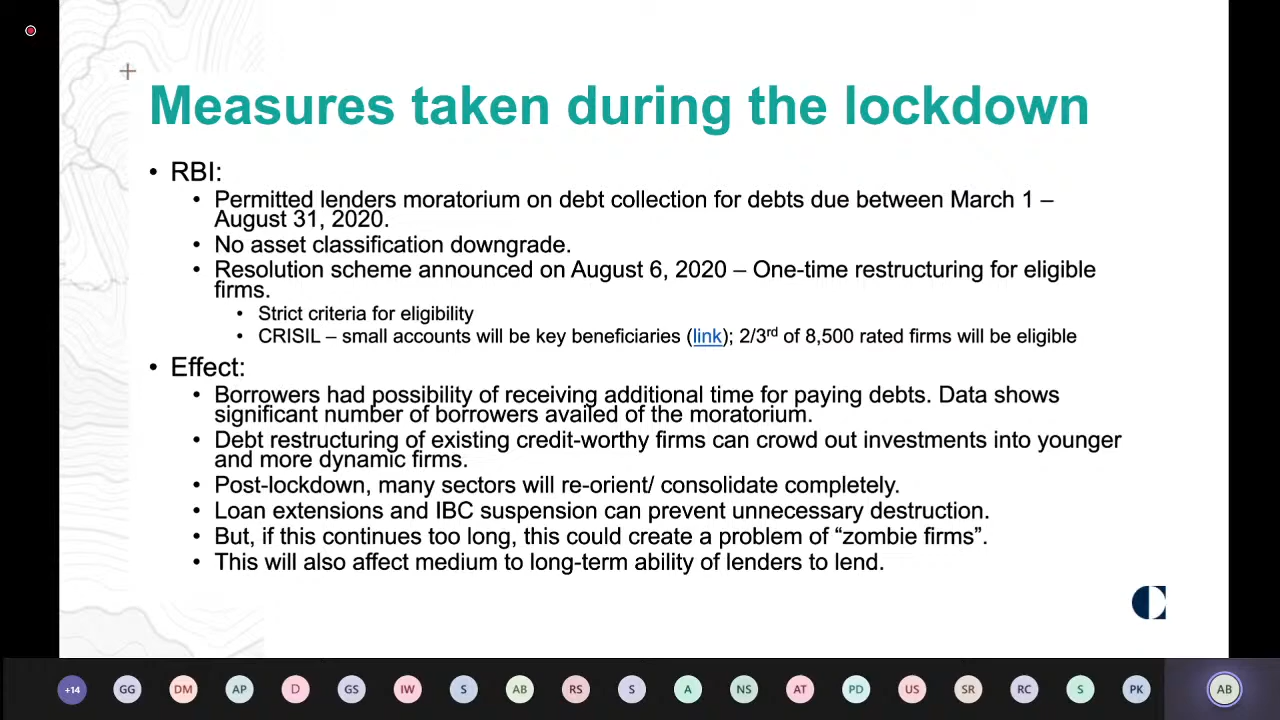 Measures taken during the lockdown
• RBI:
• Permitted lenders moratorium on debt collection for debts due between March 1 –
August 31, 2020.
• No asset classification downgrade.
• Resolution scheme announced on August 6, 2020 – One-time restructuring for eligible
firms.
• Strict criteria for eligibility
• CRISIL – small accounts will be key beneficiaries (link); 2/3rd of 8,500 rated firms will be eligible
• Effect:
• Borrowers had possibility of receiving additional time for paying debts. Data shows
significant number of borrowers availed of the moratorium.
• Debt restructuring of existing credit-worthy firms can crowd out investments into younger
and more dynamic firms.
• Post-lockdown, many sectors will re-orient/ consolidate completely.
• Loan extensions and IBC suspension can prevent unnecessary destruction.
• But, if this continues too long, this could create a problem of “zombie firms”.
• This will also affect medium to long-term ability of lenders to lend.
+14 GG DM AP D GS IW S AB RS S A NS AT PD US SR RC S PK AB